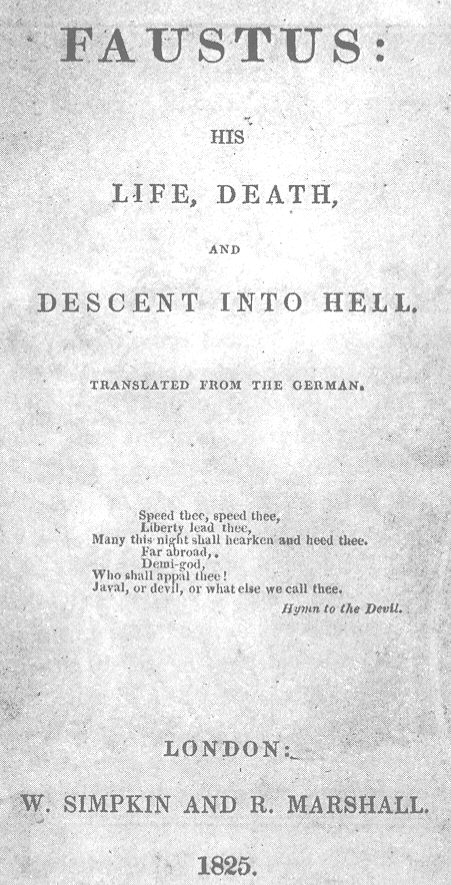 FAUSTUS:
HIS
LIFE, DEATH,
AND
DESCENT INTO HELL.
TRANSLATED FROM THE GERMAN.
Speed thee, speed thee,
Liberty lead thee,
Many this night shall hearken and heed thee.
Far abroad,
Demi-god,
Who shall appal thee!
Javal, or devil, or what else we call thee.
Hymn to the Devil.
LONDON:
W. SIMPKIN AND R. MARSHALL.
1825.